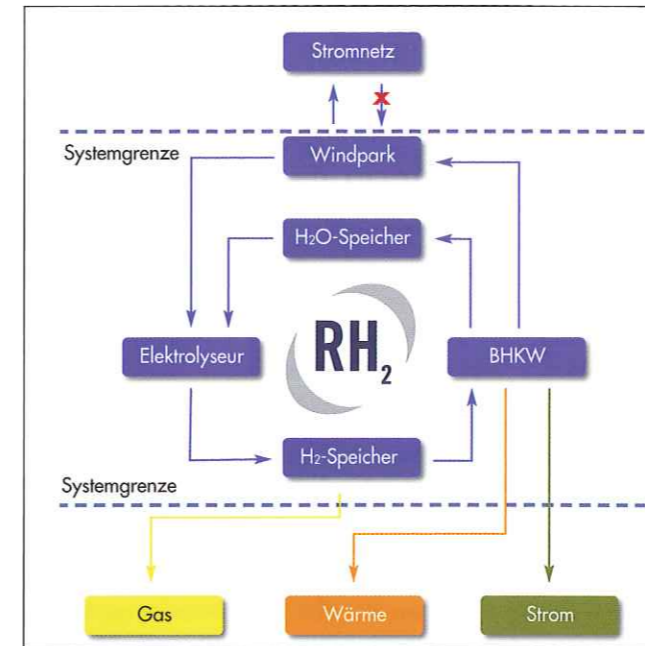 Stromnetz
Systemgrenze
Windpark
H₂O-Speicher
Elektrolyseur
RH₂
BHKW
H₂-Speicher
Systemgrenze
Gas
Wärme
Strom